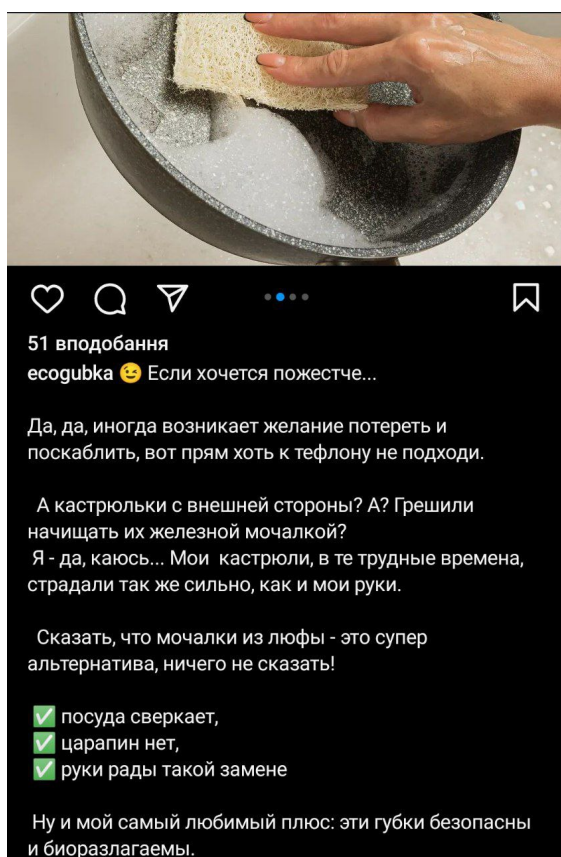 51 вподобання
ecogubka 😉 Если хочется пожестче...
Да, да, иногда возникает желание потереть и
поскаблить, вот прям хоть к тефлону не подходи.
А кастрюльки с внешней стороны? А? Грешили
начищать их железной мочалкой?
Я - да, каюсь... Мои кастрюли, в те трудные времена,
страдали так же сильно, как и мои руки.
Сказать, что мочалки из люфы - это супер
альтернатива, ничего не сказать!
✅ посуда сверкает,
✅ царапин нет,
✅ руки рады такой замене
Ну и мой самый любимый плюс: эти губки безопасны
и биоразлагаемы.